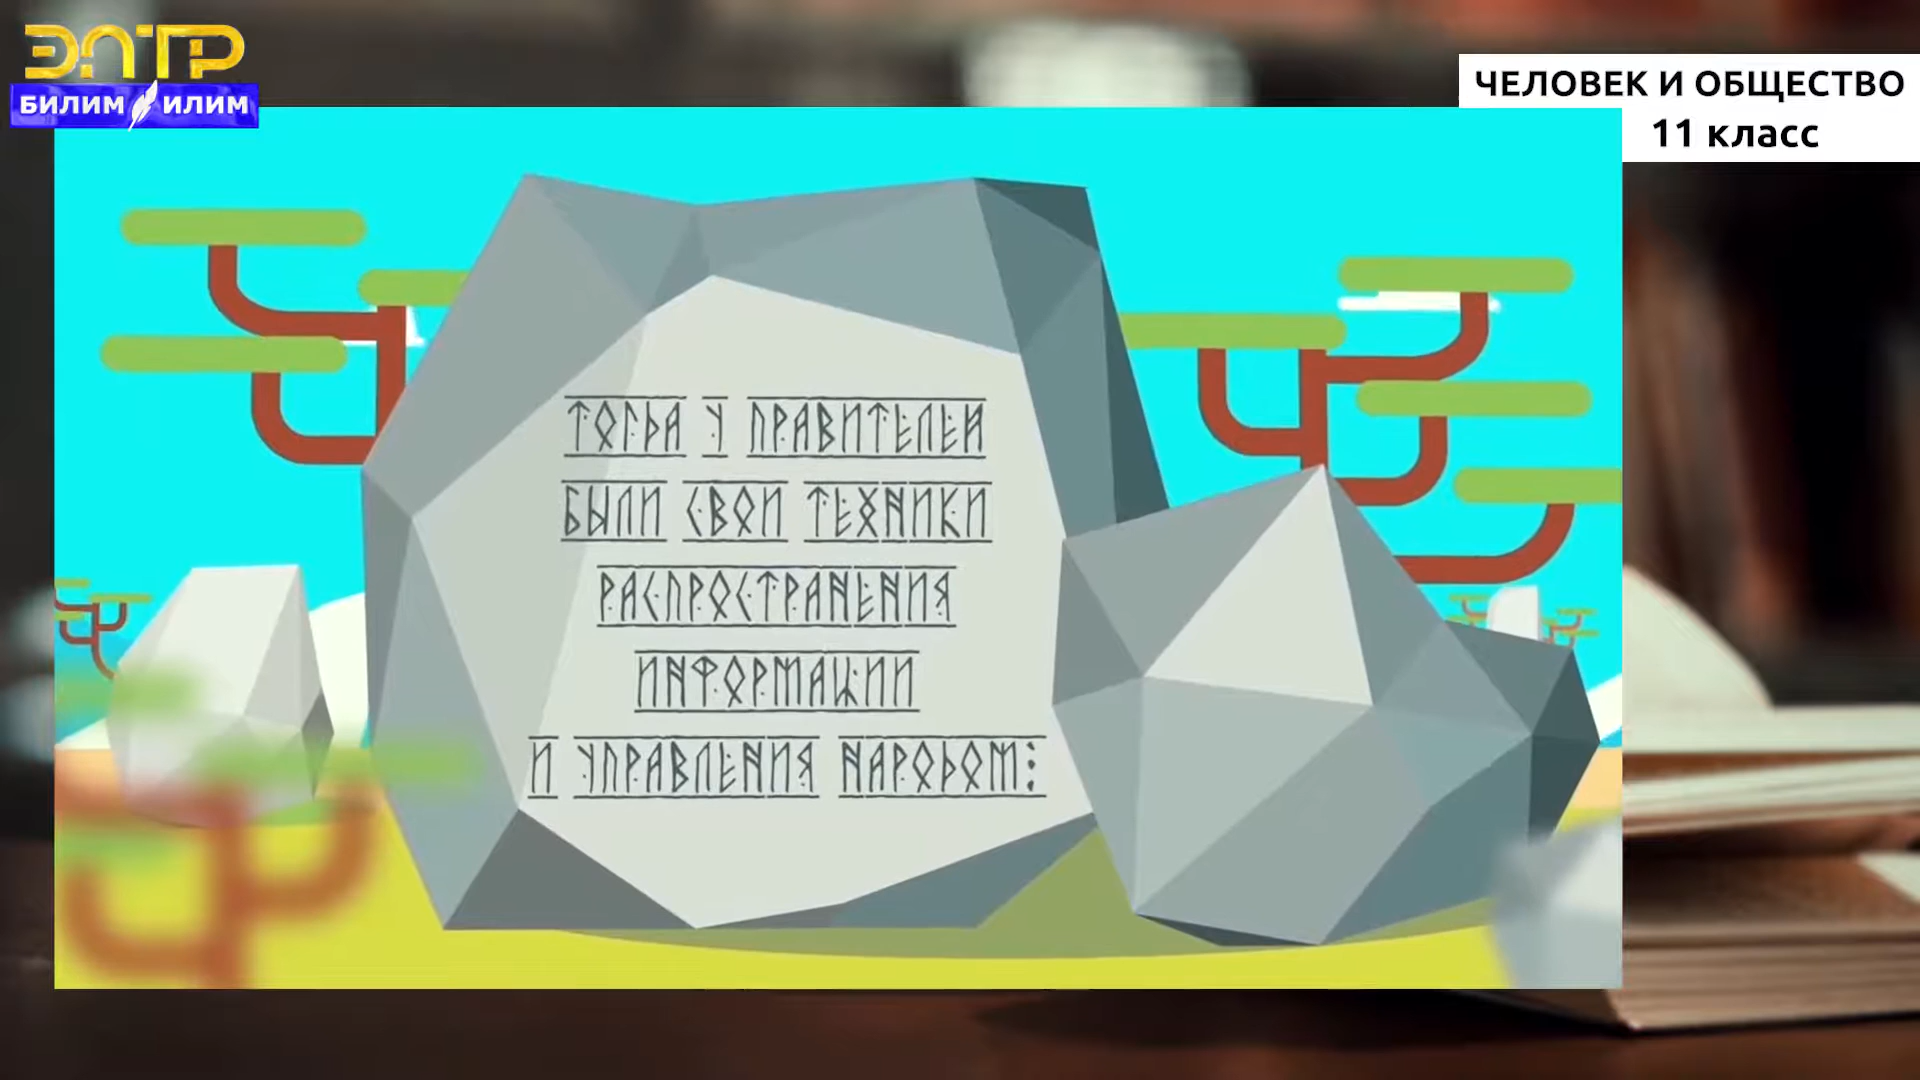 ЭЛТР
БИЛИМ ИЛИМ
ЧЕЛОВЕК И ОБЩЕСТВО
11 класс
ТОГДА У ПРАВИТЕЛЕЙ
БЫЛИ СВОИ ТЕХНИКИ
РАСПРОСТРАНЕНИЯ
ИНФОРМАЦИИ
И УПРАВЛЕНИЯ НАРОДОМ: